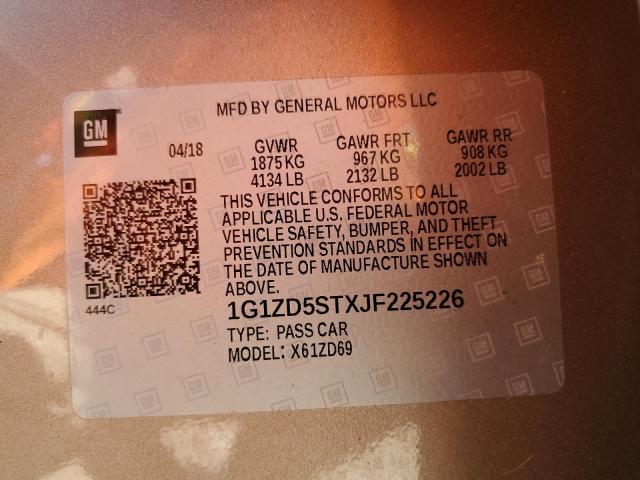 MFD BY GENERAL MOTORS LLC
GM
04/18 GVWR GAWR FRT GAWR RR
1875 KG 967 KG 908 KG
4134 LB 2132 LB 2002 LB
THIS VEHICLE CONFORMS TO ALL
APPLICABLE U.S. FEDERAL MOTOR
VEHICLE SAFETY, BUMPER, AND THEFT
PREVENTION STANDARDS IN EFFECT ON
THE DATE OF MANUFACTURE SHOWN
ABOVE.
444C
1G1ZD5STXJF225226
TYPE: PASS CAR
MODEL: X61ZD69